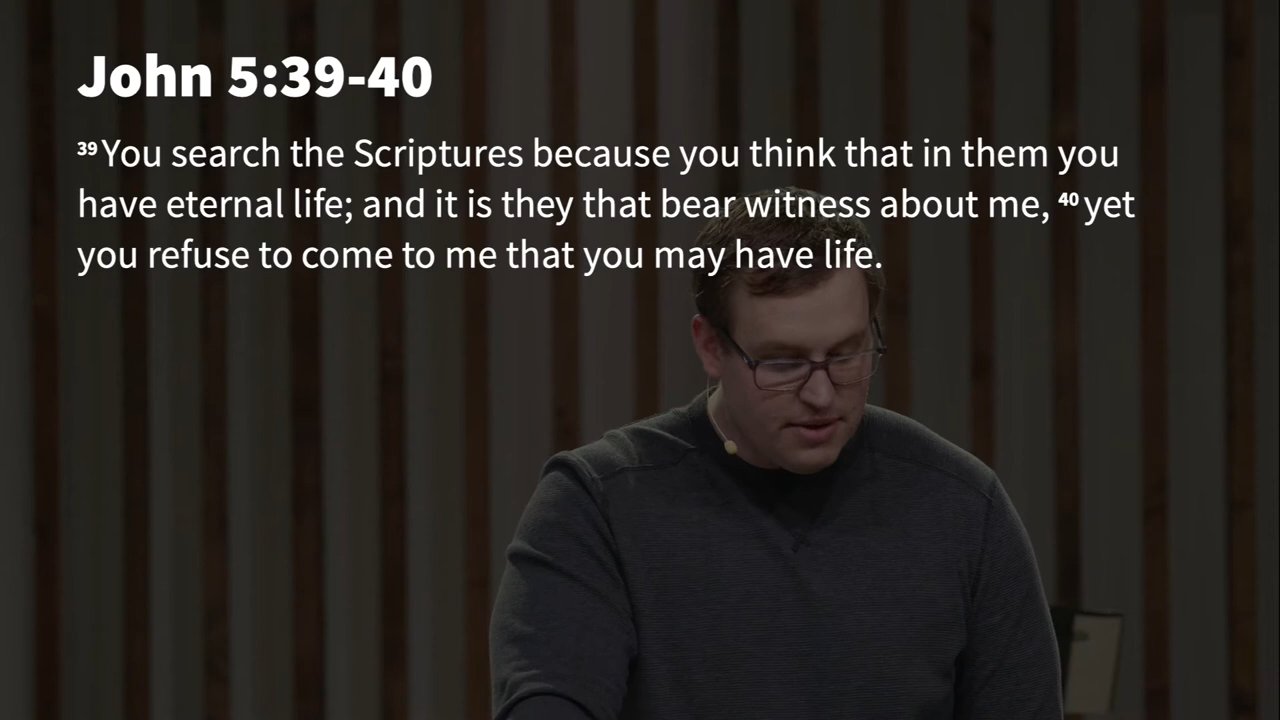 John 5:39-40
³⁹You search the Scriptures because you think that in them you
have eternal life; and it is they that bear witness about me, ⁴⁰yet
you refuse to come to me that you may have life.